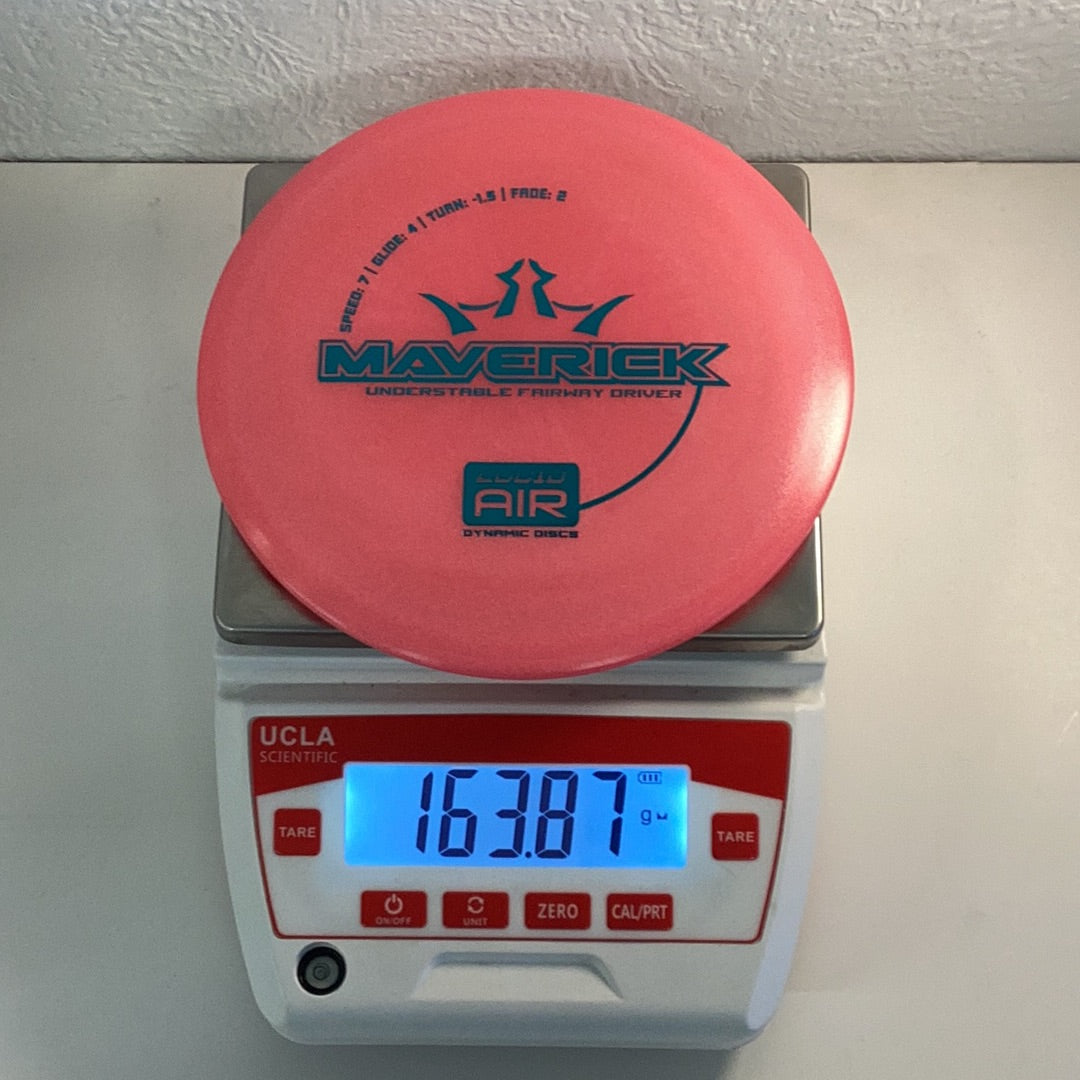 SPEED: 7 | GLIDE: 4 | TURN: -1.5 | FADE: 2
MAVERICK
UNDERSTABLE FAIRWAY DRIVER
AIR
DYNAMIC DISCS
UCLA
SCIENTIFIC
163.87 g
TARE
TARE
ON/OFF
UNIT
ZERO
CAL/PRT